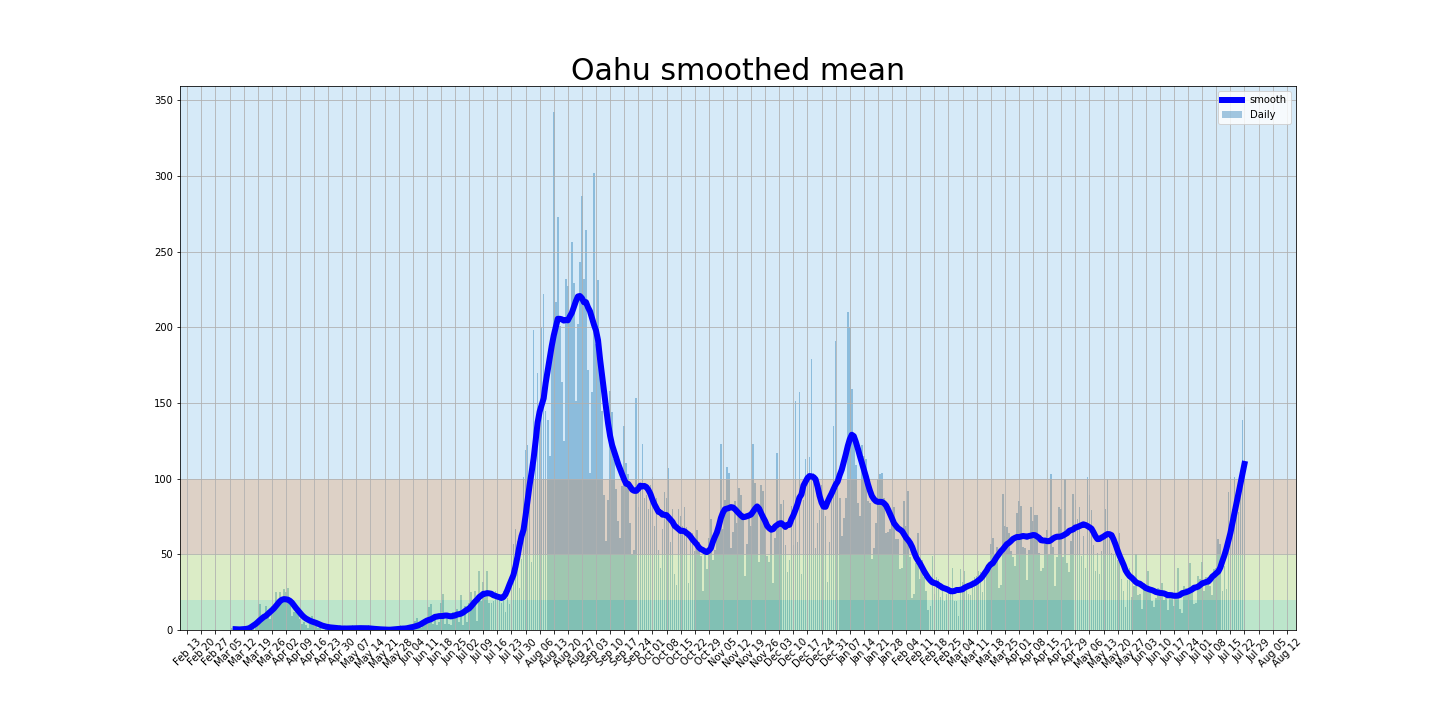 Oahu smoothed mean
350
300
250
200
150
100
50
0
smooth
Daily
Feb 13
Feb 20
Feb 27
Mar 05
Mar 12
Mar 19
Mar 26
Apr 02
Apr 09
Apr 16
Apr 23
Apr 30
May 07
May 14
May 21
May 28
Jun 04
Jun 11
Jun 18
Jun 25
Jul 02
Jul 09
Jul 16
Jul 23
Jul 30
Aug 06
Aug 13
Aug 20
Aug 27
Sep 03
Sep 10
Sep 17
Sep 24
Oct 01
Oct 08
Oct 15
Oct 22
Oct 29
Nov 05
Nov 12
Nov 19
Nov 26
Dec 03
Dec 10
Dec 17
Dec 24
Dec 31
Jan 07
Jan 14
Jan 21
Jan 28
Feb 04
Feb 11
Feb 18
Feb 25
Mar 04
Mar 11
Mar 18
Mar 25
Apr 01
Apr 08
Apr 15
Apr 22
Apr 29
May 06
May 13
May 20
May 27
Jun 03
Jun 10
Jun 17
Jun 24
Jul 01
Jul 08
Jul 15
Jul 22
Jul 29
Aug 05
Aug 12